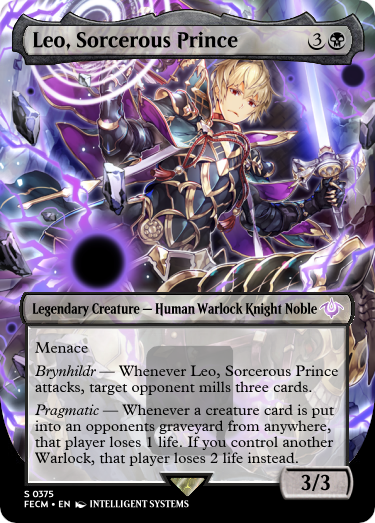 Leo, Sorcerous Prince 3
Legendary Creature — Human Warlock Knight Noble
Menace
Brynhildr — Whenever Leo, Sorcerous Prince
attacks, target opponent mills three cards.
Pragmatic — Whenever a creature card is put
into an opponents graveyard from anywhere,
that player loses 1 life. If you control another
Warlock, that player loses 2 life instead.
3/3
S 0375
FECM • EN INTELLIGENT SYSTEMS